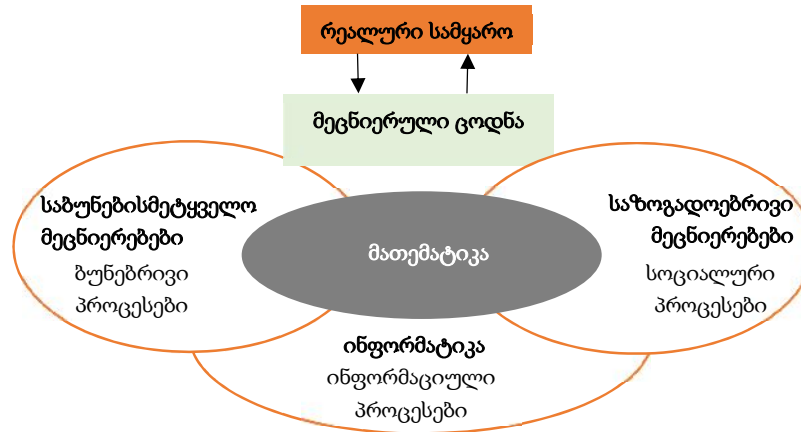 რეალური სამყარო
მეცნიერული ცოდნა
საბუნებისმეტყველო
მეცნიერებები
ბუნებრივი
პროცესები
მათემატიკა
საზოგადოებრივი
მეცნიერებები
სოციალური
პროცესები
ინფორმატიკა
ინფორმაციული
პროცესები